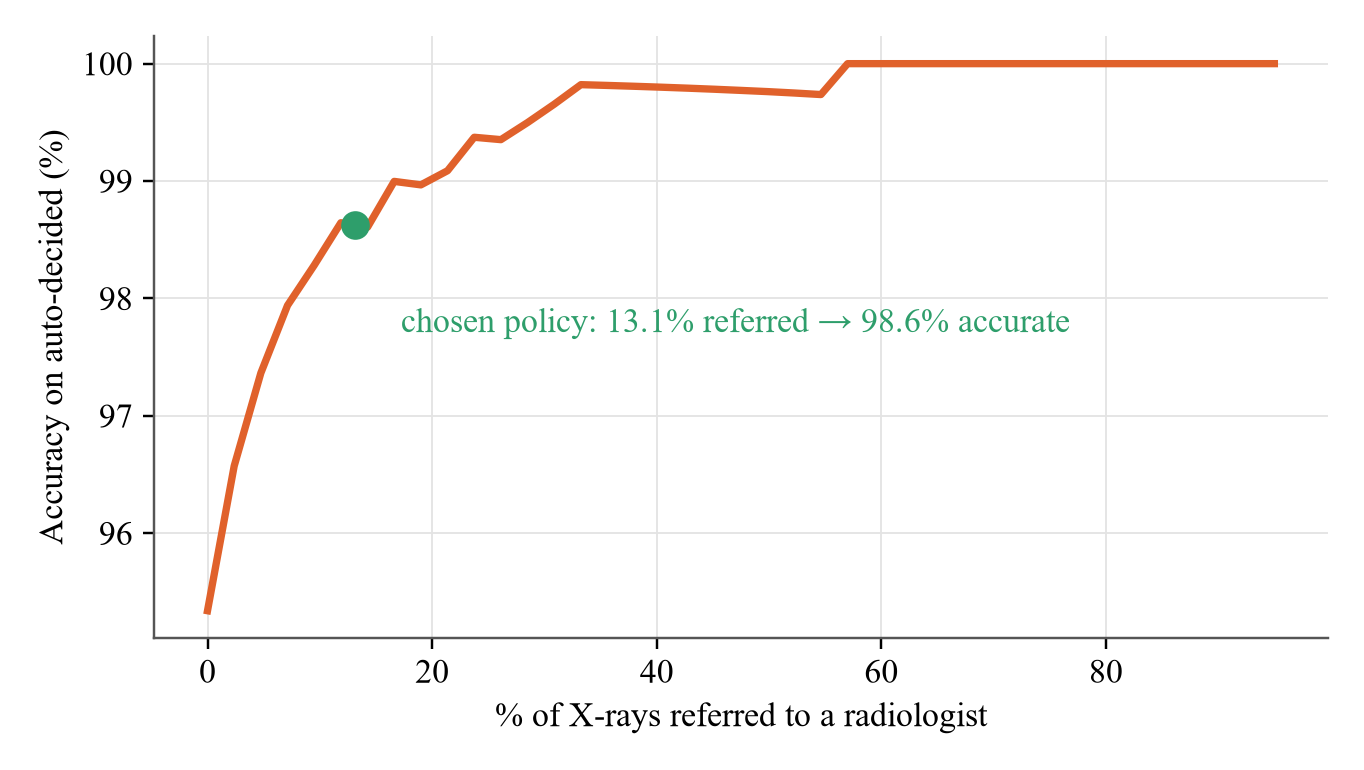 100
99
98
97
96
Accuracy on auto-decided (%)
chosen policy: 13.1% referred → 98.6% accurate
0 20 40 60 80
% of X-rays referred to a radiologist